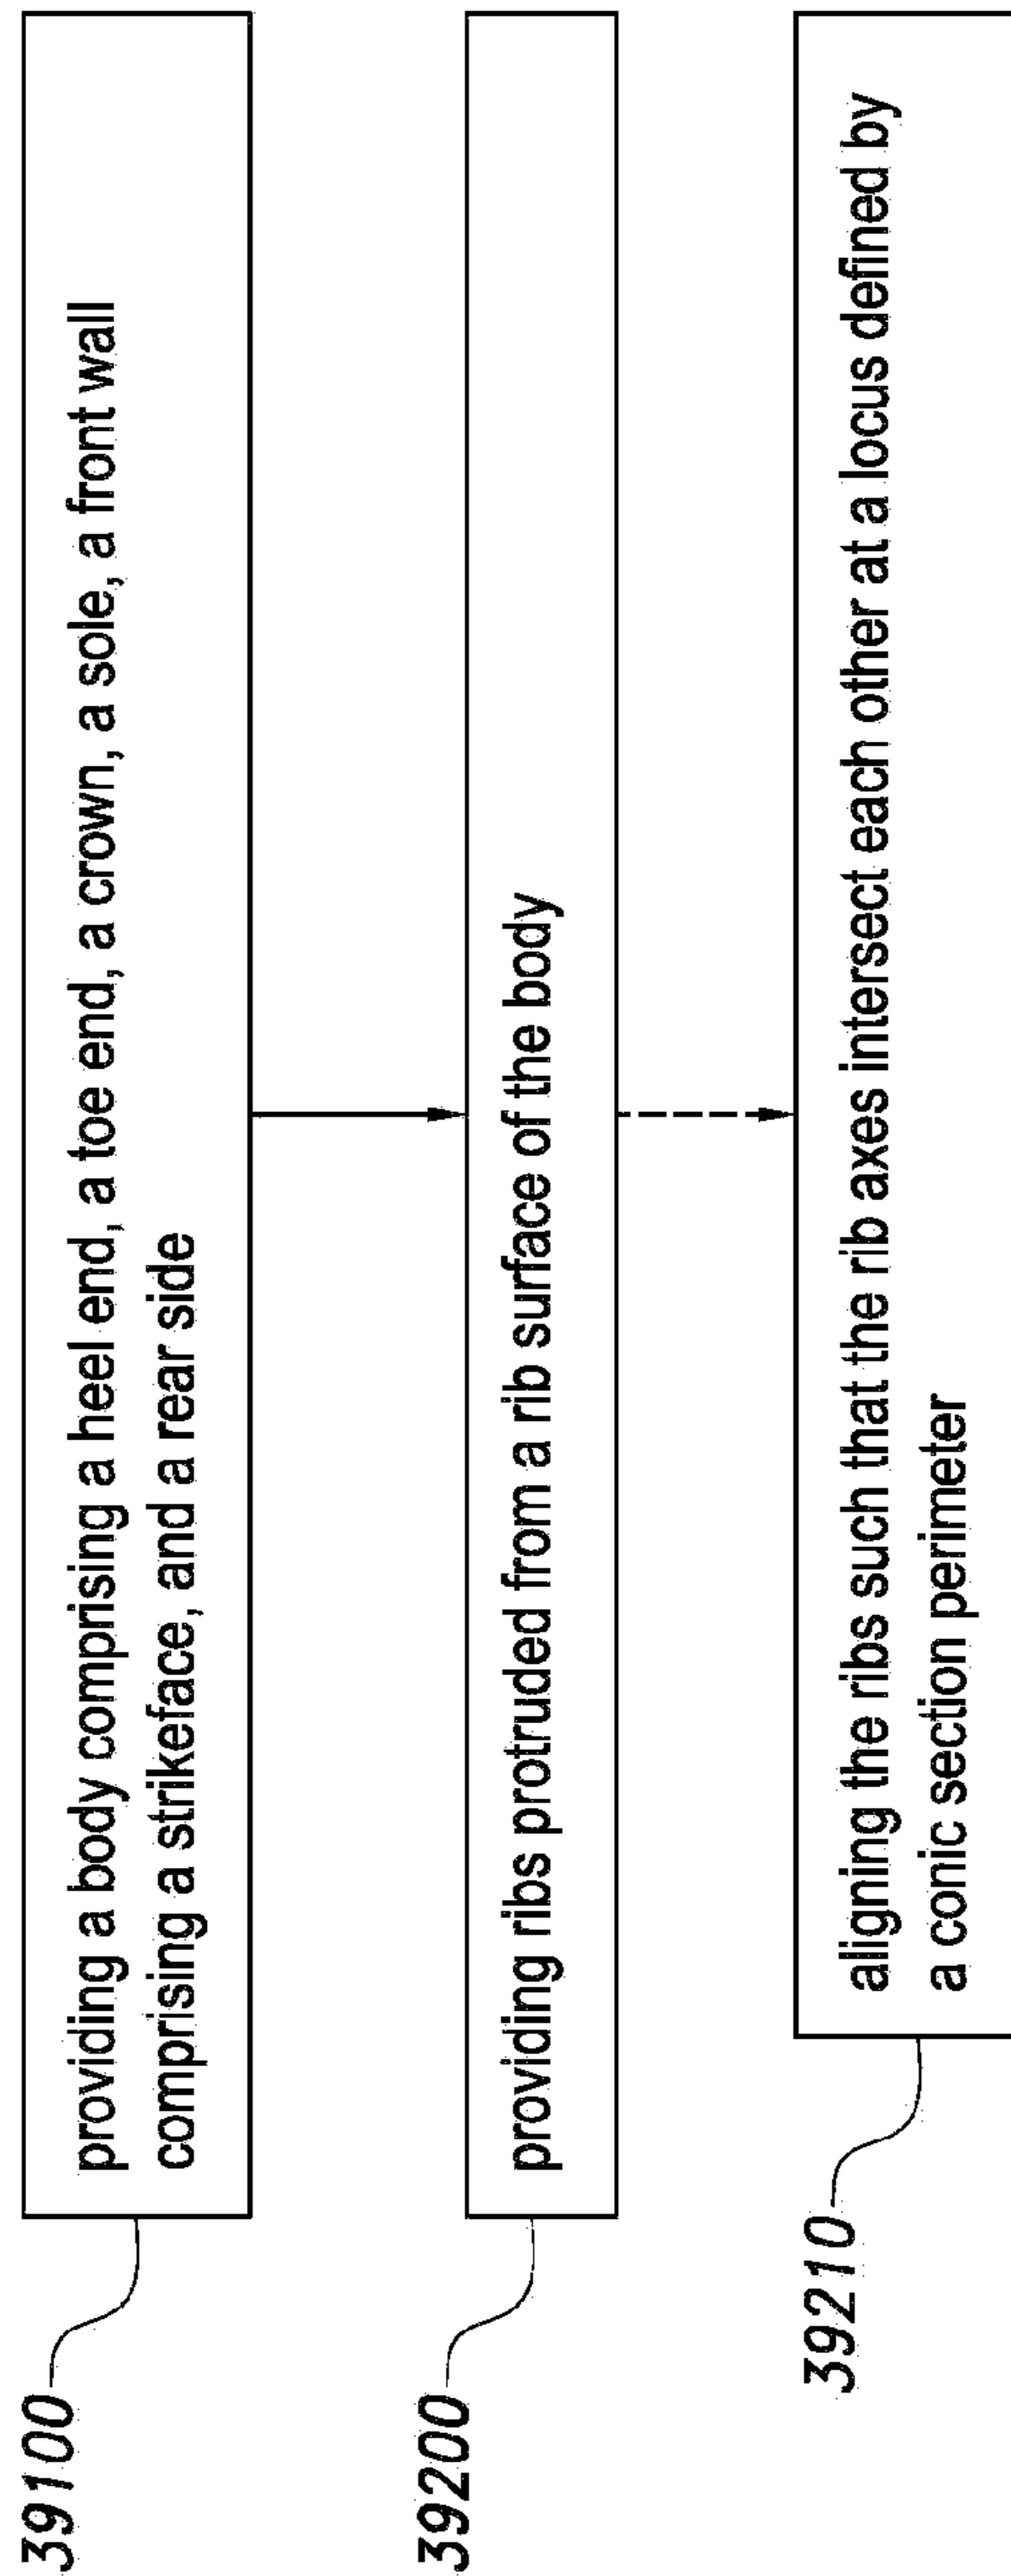 39100
providing a body comprising a heel end, a toe end, a crown, a sole, a front wall
comprising a strikeface, and a rear side
39200
providing ribs protruded from a rib surface of the body
39210
aligning the ribs such that the rib axes intersect each other at a locus defined by
a conic section perimeter